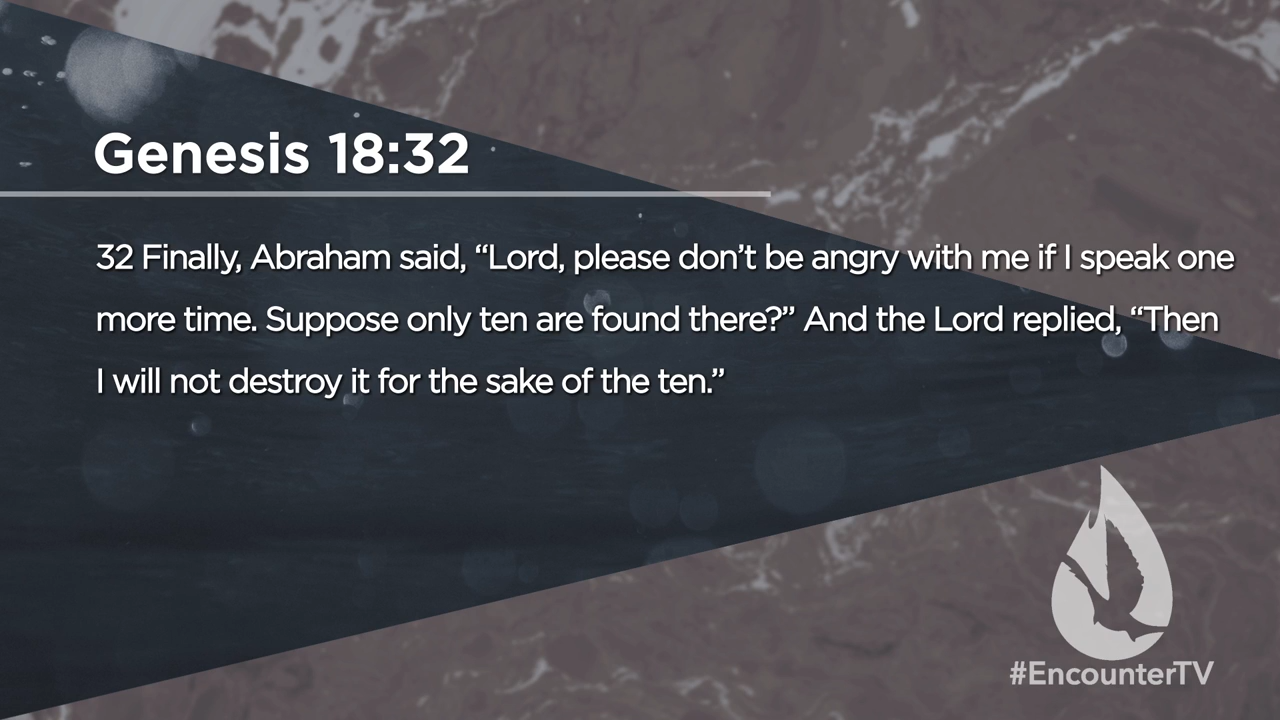 Genesis 18:32
32 Finally, Abraham said, “Lord, please don’t be angry with me if I speak one
more time. Suppose only ten are found there?” And the Lord replied, “Then
I will not destroy it for the sake of the ten.”
#EncounterTV